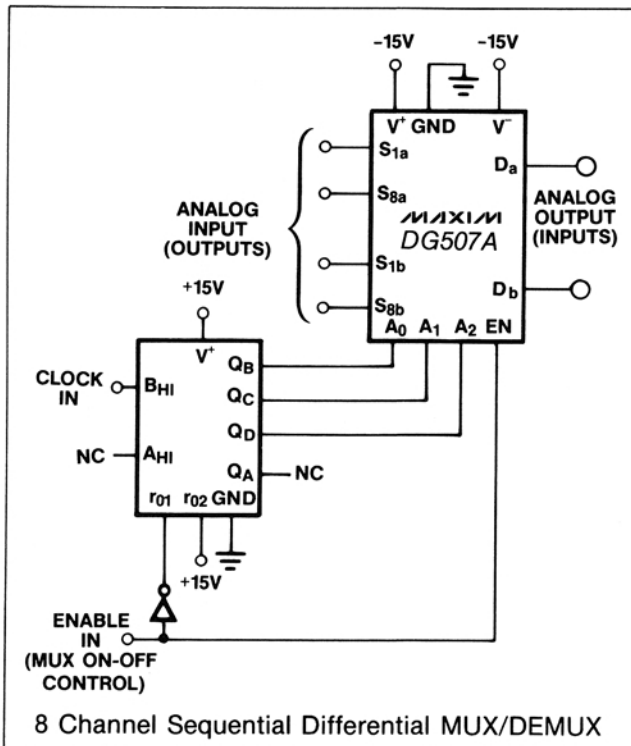 −15V −15V
V+ GND V−
S1a
Da
S8a
ANALOG
INPUT
(OUTPUTS)
MAXIM
DG507A
ANALOG
OUTPUT
(INPUTS)
S1b
Db
S8b
A0 A1 A2 EN
+15V
V+
QB
CLOCK
IN
BHI
QC
QD
NC
AHI
QA
NC
r01 r02 GND
+15V
ENABLE
IN
(MUX ON-OFF
CONTROL)
8 Channel Sequential Differential MUX/DEMUX